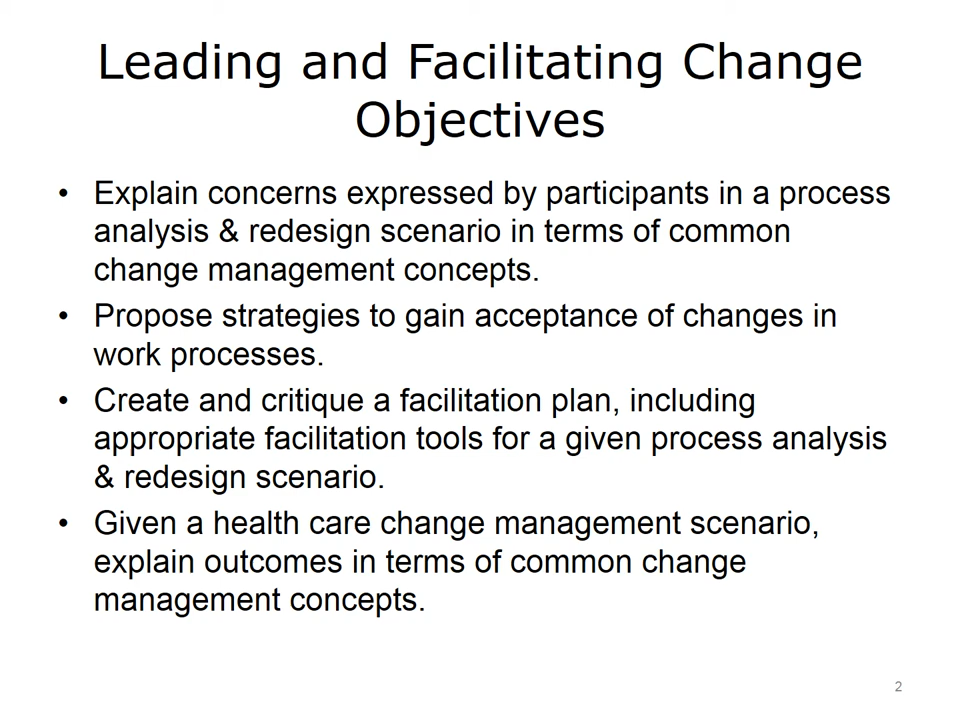 Leading and Facilitating Change
Objectives
• Explain concerns expressed by participants in a process
analysis & redesign scenario in terms of common
change management concepts.
• Propose strategies to gain acceptance of changes in
work processes.
• Create and critique a facilitation plan, including
appropriate facilitation tools for a given process analysis
& redesign scenario.
• Given a health care change management scenario,
explain outcomes in terms of common change
management concepts.
2